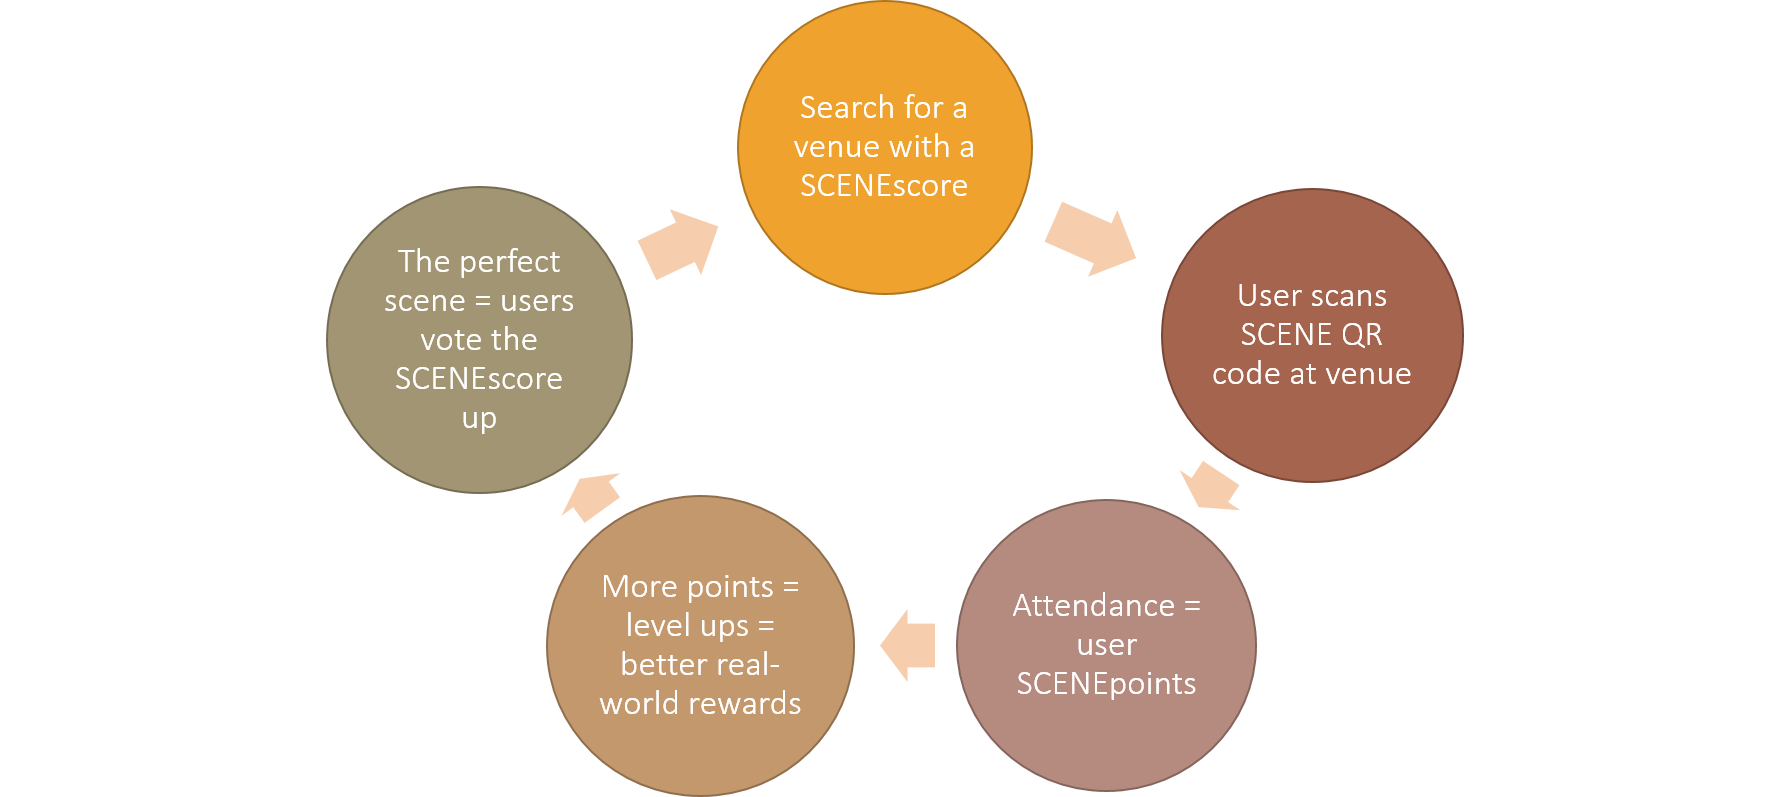 Search for a
venue with a
SCENEscore
User scans
SCENE QR
code at venue
Attendance =
user
SCENEpoints
More points =
level ups =
better real-
world rewards
The perfect
scene = users
vote the
SCENEscore
up